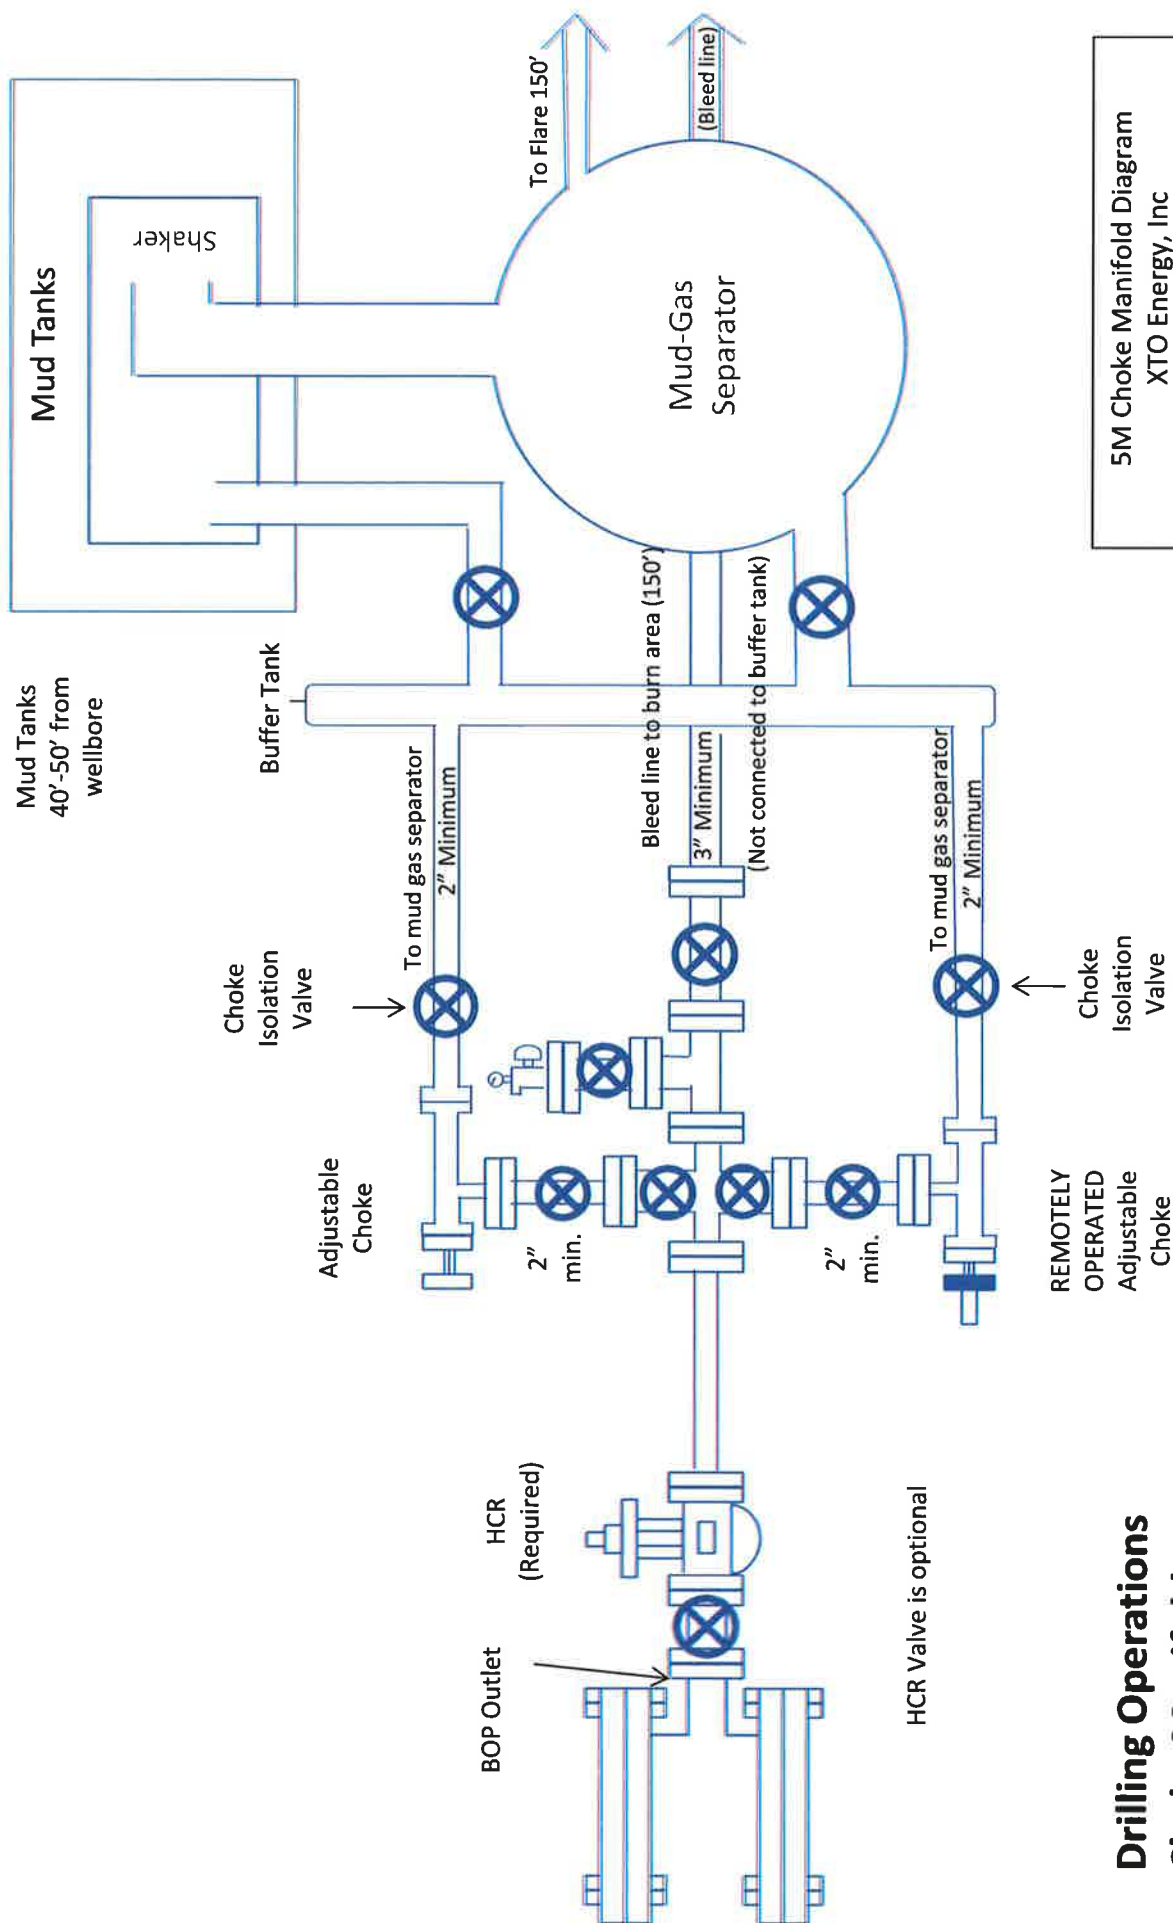 Mud Tanks
40’-50’ from
wellbore
Mud Tanks
Shaker
Buffer Tank
Choke
Isolation
Valve
To mud gas separator
2” Minimum
Adjustable
Choke
2”
min.
HCR
(Required)
BOP Outlet
To Flare 150’
(Bleed line)
Mud-Gas
Separator
Bleed line to burn area (150’)
3” Minimum
(Not connected to buffer tank)
2”
min.
To mud gas separator
2” Minimum
HCR Valve is optional
REMOTELY
OPERATED
Adjustable
Choke
Choke
Isolation
Valve
5M Choke Manifold Diagram
XTO Energy, Inc
Drilling Operations